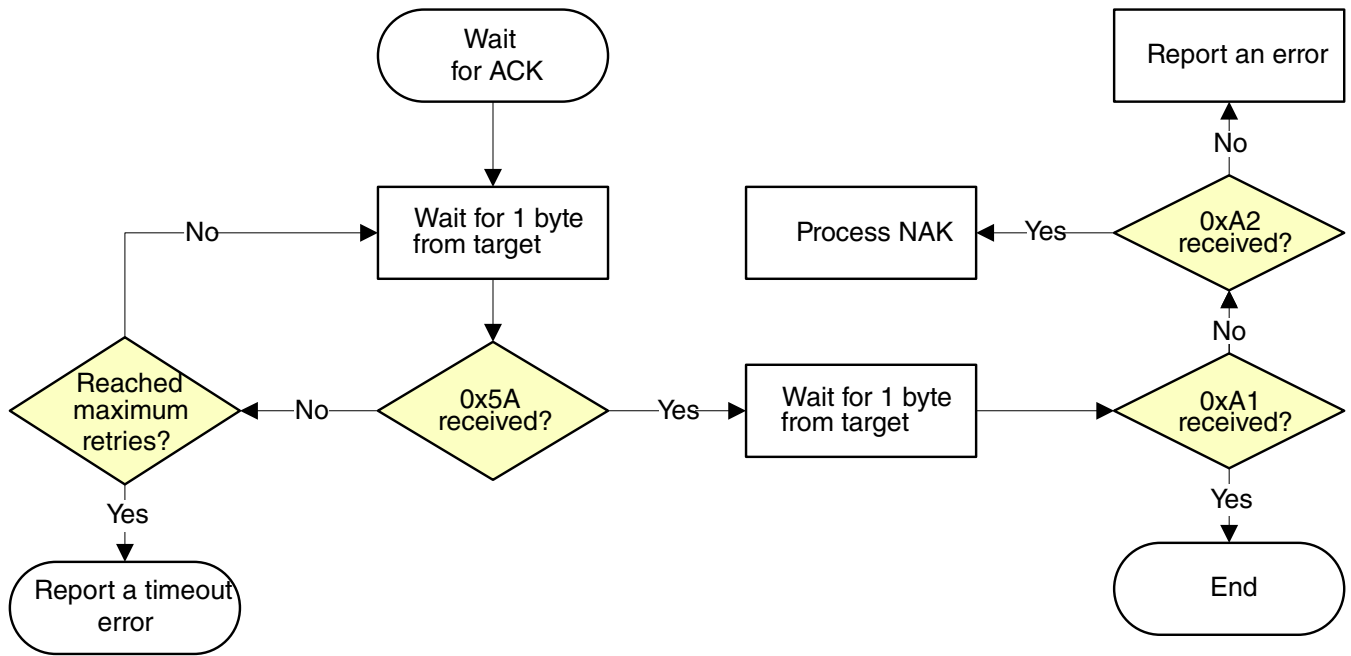 Wait
for ACK
Report an error
No
Wait for 1 byte
from target
No
Process NAK
Yes
0xA2
received?
No
Reached
maximum
retries?
No
0x5A
received?
Yes
Wait for 1 byte
from target
0xA1
received?
Yes
Yes
Report a timeout
error
End